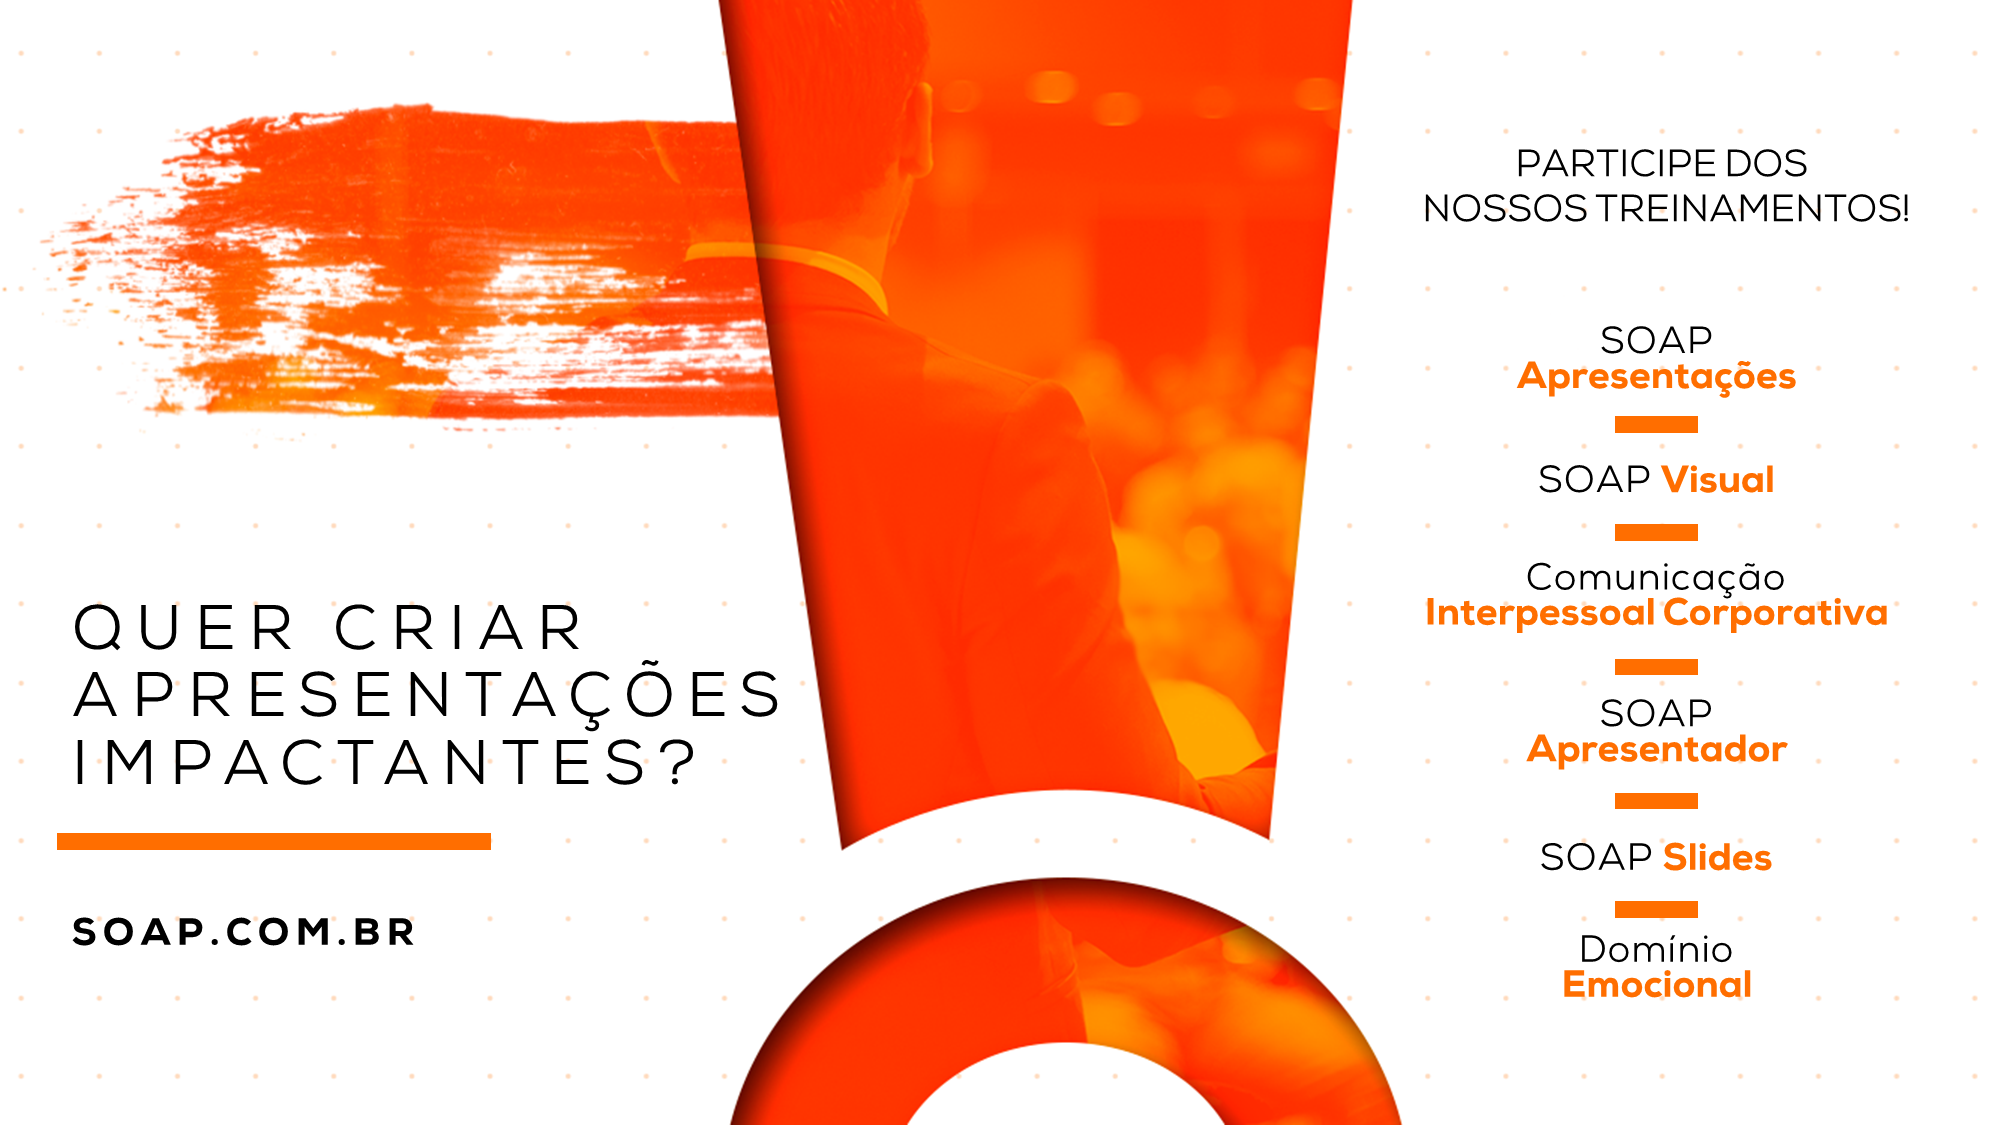 QUER CRIAR
APRESENTAÇÕES
IMPACTANTES?
SOAP.COM.BR
PARTICIPE DOS
NOSSOS TREINAMENTOS!
SOAP
Apresentações
SOAP Visual
Comunicação
Interpessoal Corporativa
SOAP
Apresentador
SOAP Slides
Domínio
Emocional